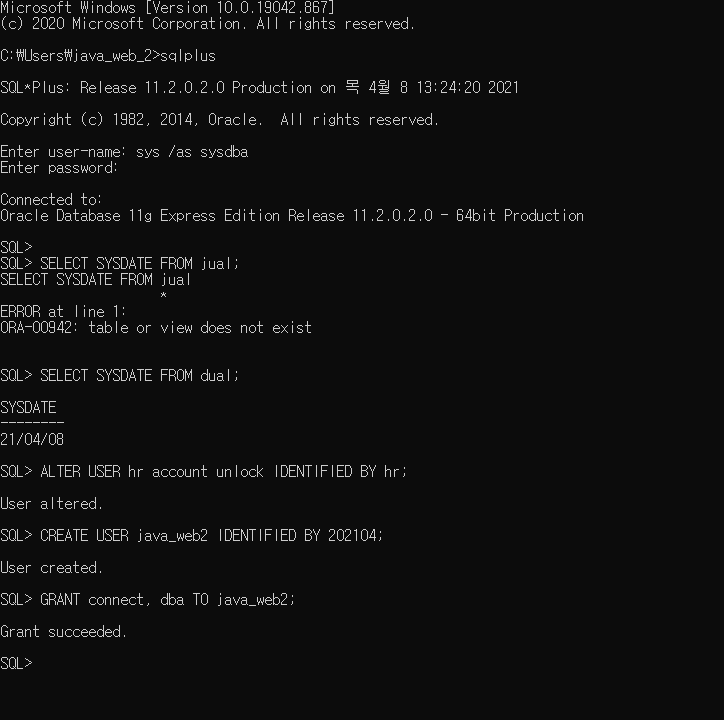 Microsoft Windows [Version 10.0.19042.867]
(c) 2020 Microsoft Corporation. All rights reserved.
C:₩Users₩java_web_2>sqlplus
SQL*Plus: Release 11.2.0.2.0 Production on 목 4월 8 13:24:20 2021
Copyright (c) 1982, 2014, Oracle.  All rights reserved.
Enter user-name: sys /as sysdba
Enter password:
Connected to:
Oracle Database 11g Express Edition Release 11.2.0.2.0 - 64bit Production
SQL>
SQL> SELECT SYSDATE FROM jual;
SELECT SYSDATE FROM jual
                    *
ERROR at line 1:
ORA-00942: table or view does not exist
SQL> SELECT SYSDATE FROM dual;
SYSDATE
--------
21/04/08
SQL> ALTER USER hr account unlock IDENTIFIED BY hr;
User altered.
SQL> CREATE USER java_web2 IDENTIFIED BY 202104;
User created.
SQL> GRANT connect, dba TO java_web2;
Grant succeeded.
SQL>